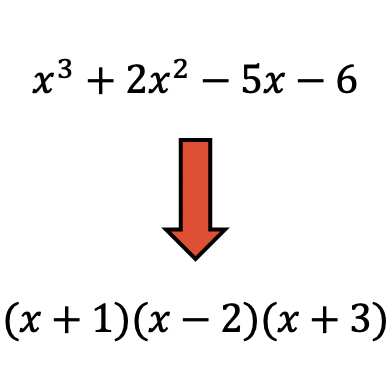 x³ + 2x² − 5x − 6
(x + 1)(x − 2)(x + 3)